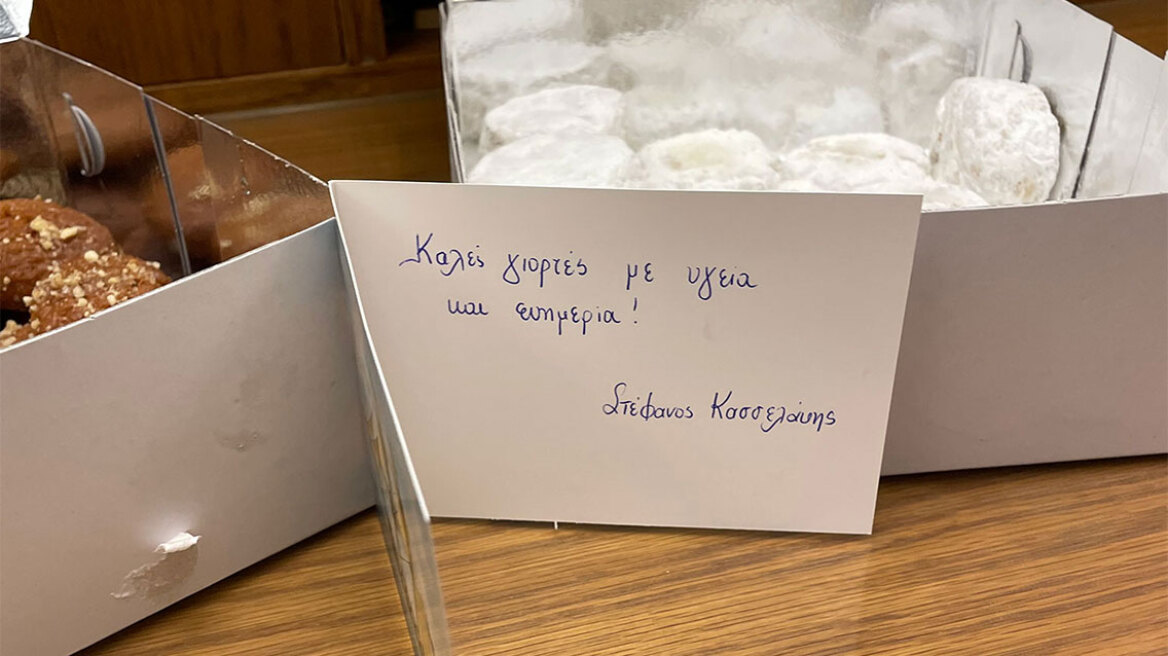 Καλές γιορτές με υγεία
και ευημερία!
Στέφανος Κασσελάκης